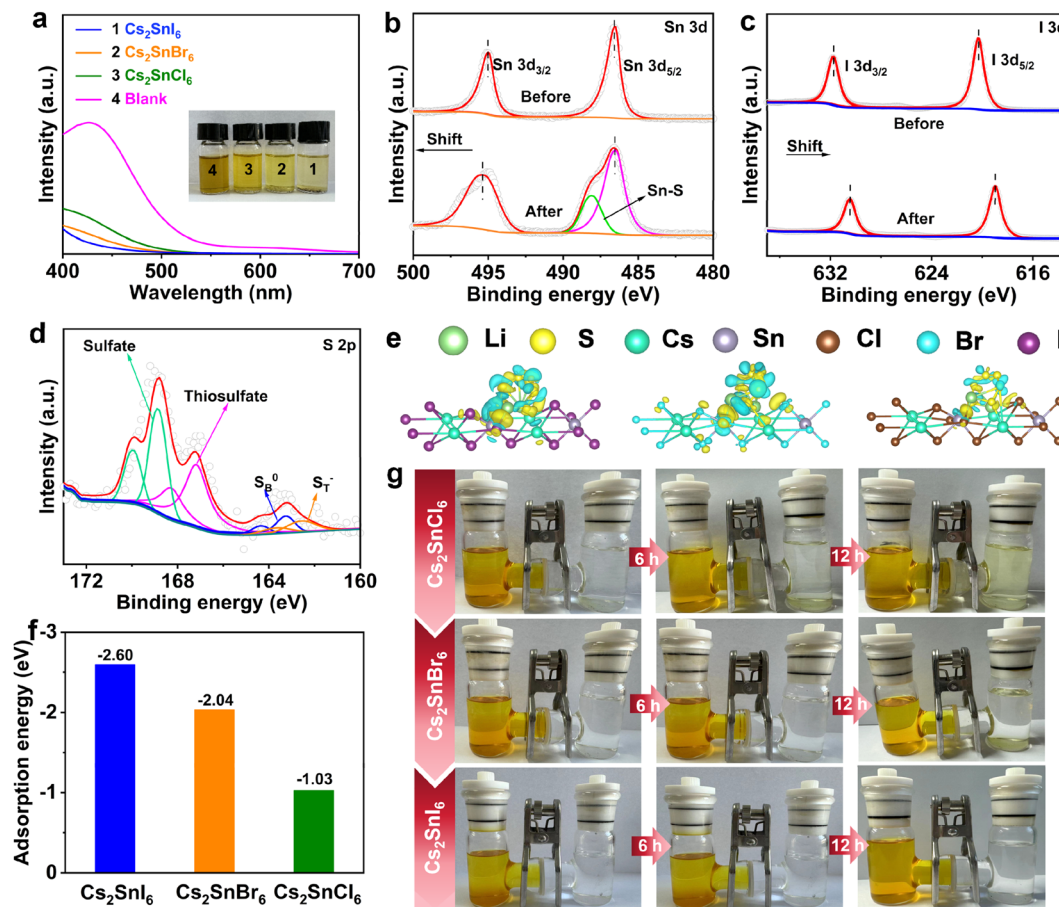 a
1 Cs₂SnI₆
2 Cs₂SnBr₆
3 Cs₂SnCl₆
4 Blank
4 3 2 1
Intensity (a.u.)
400 500 600 700
Wavelength (nm)
b
Sn 3d
Sn 3d₃/₂
Sn 3d₅/₂
Before
Shift
Sn-S
After
Intensity (a.u.)
500 495 490 485 480
Binding energy (eV)
c
I 3d
I 3d₃/₂
I 3d₅/₂
Before
Shift
After
Intensity (a.u.)
632 624 616
Binding energy (eV)
d
S 2p
Sulfate
Thiosulfate
S_B⁰
S_T⁻
Intensity (a.u.)
172 168 164 160
Binding energy (eV)
e
Li S Cs Sn Cl Br
f
-3
-2
-1
0
Adsorption energy (eV)
-2.60
-2.04
-1.03
Cs₂SnI₆ Cs₂SnBr₆ Cs₂SnCl₆
g
Cs₂SnCl₆
6 h
12 h
Cs₂SnBr₆
6 h
12 h
Cs₂SnI₆
6 h
12 h